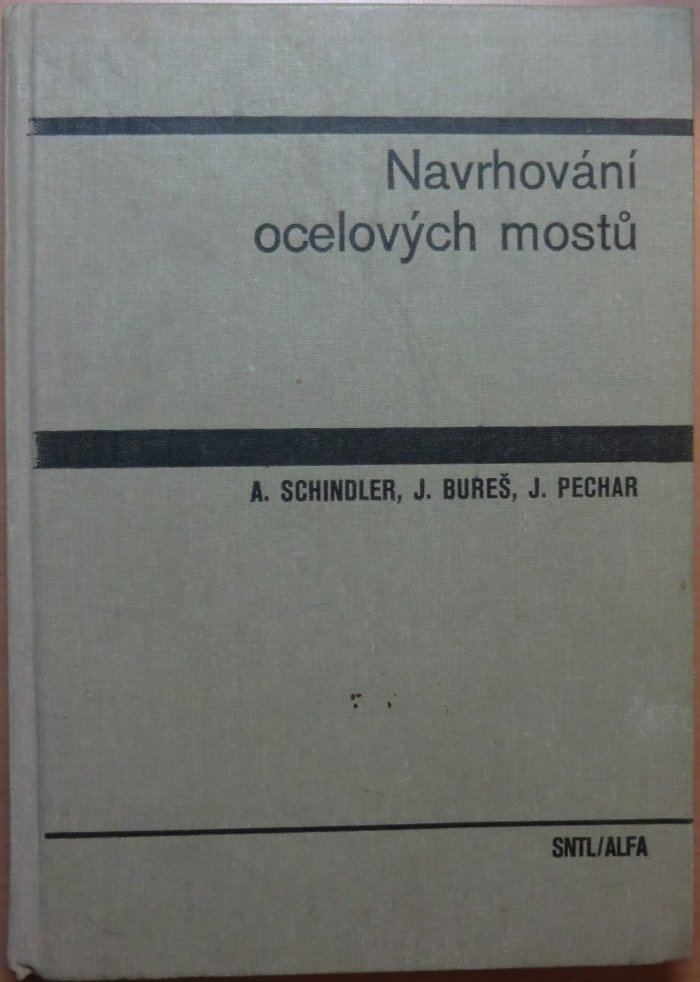 Navrhování
ocelových mostů
A. SCHINDLER, J. BUREŠ, J. PECHAR
SNTL/ALFA